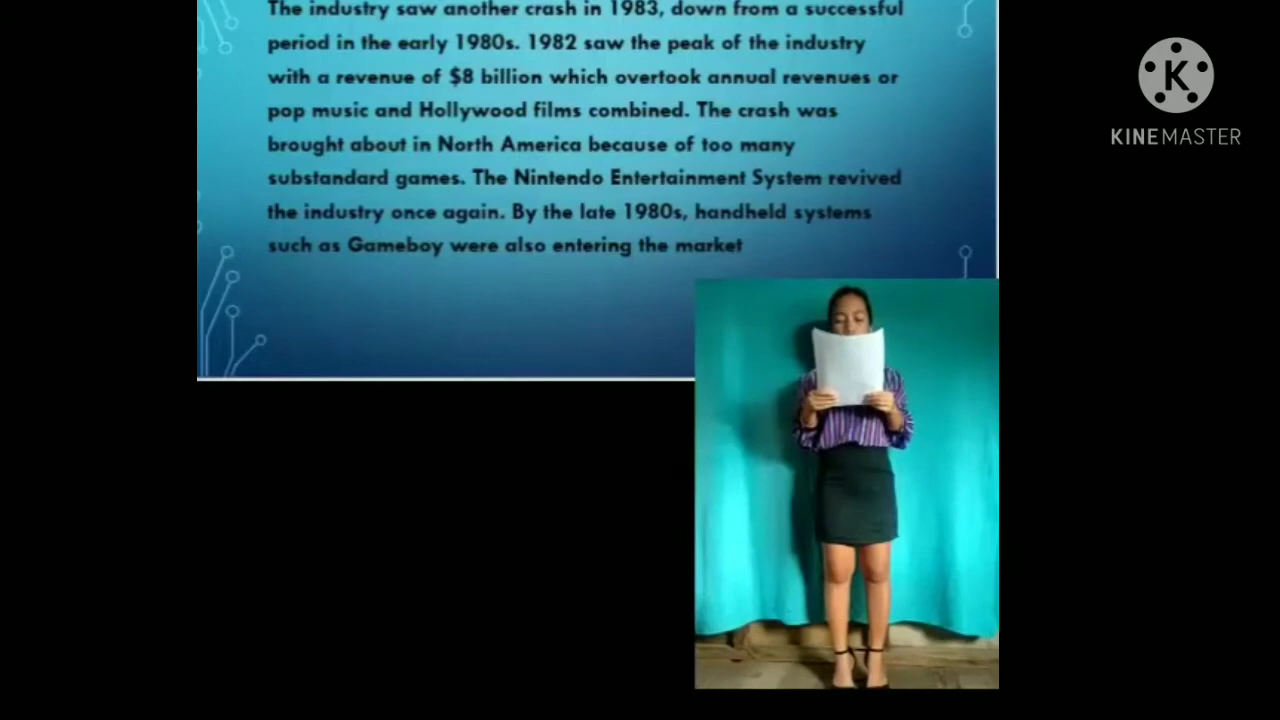 The industry saw another crash in 1983, down from a successful
period in the early 1980s. 1982 saw the peak of the industry
with a revenue of $8 billion which overtook annual revenues or
pop music and Hollywood films combined. The crash was
brought about in North America because of too many
substandard games. The Nintendo Entertainment System revived
the industry once again. By the late 1980s, handheld systems
such as Gameboy were also entering the market
K
KINEMASTER